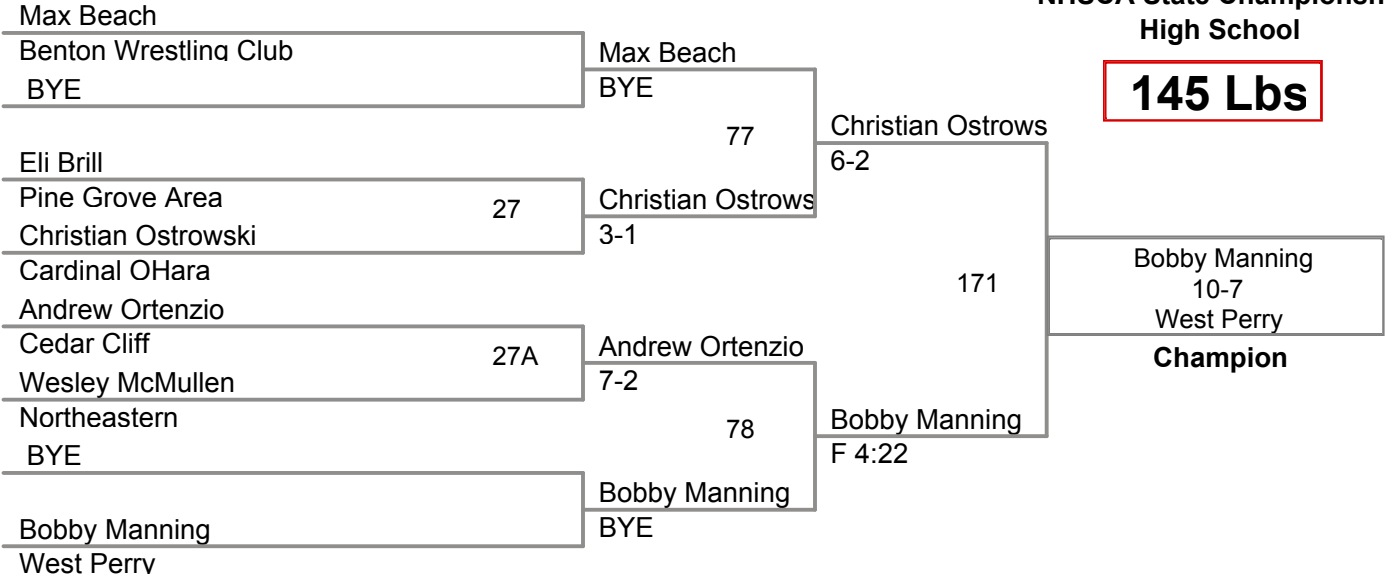 Max Beach
Benton Wrestling Club
BYE
Eli Brill
Pine Grove Area
27
Christian Ostrowski
Cardinal OHara
Andrew Ortenzio
Cedar Cliff
27A
Wesley McMullen
Northeastern
BYE
Bobby Manning
West Perry
Max Beach
BYE
77
Christian Ostrows
3-1
Andrew Ortenzio
7-2
78
Bobby Manning
BYE
Christian Ostrows
6-2
171
Bobby Manning
F 4:22
NHSCA State Championsh
High School
145 Lbs
Bobby Manning
10-7
West Perry
Champion